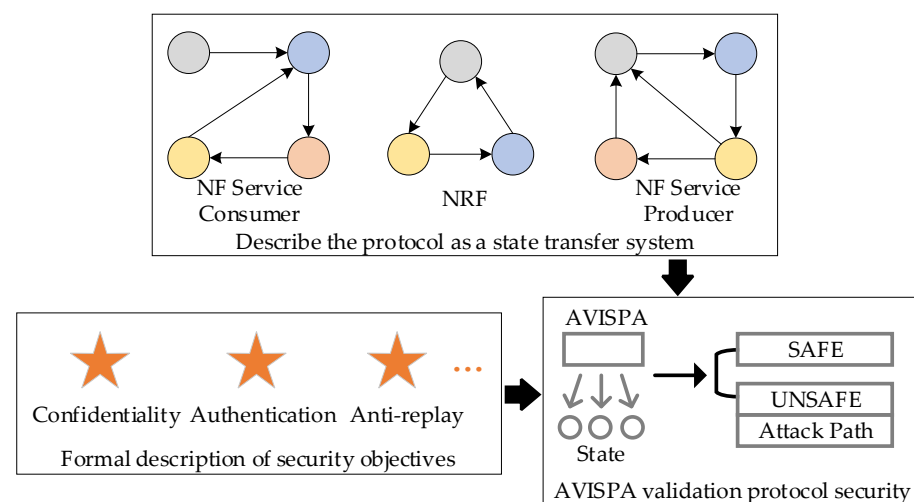 NF Service
Consumer
NRF
NF Service
Producer
Describe the protocol as a state transfer system
Confidentiality
Authentication
Anti-replay
...
Formal description of security objectives
AVISPA
State
SAFE
UNSAFE
Attack Path
AVISPA validation protocol security